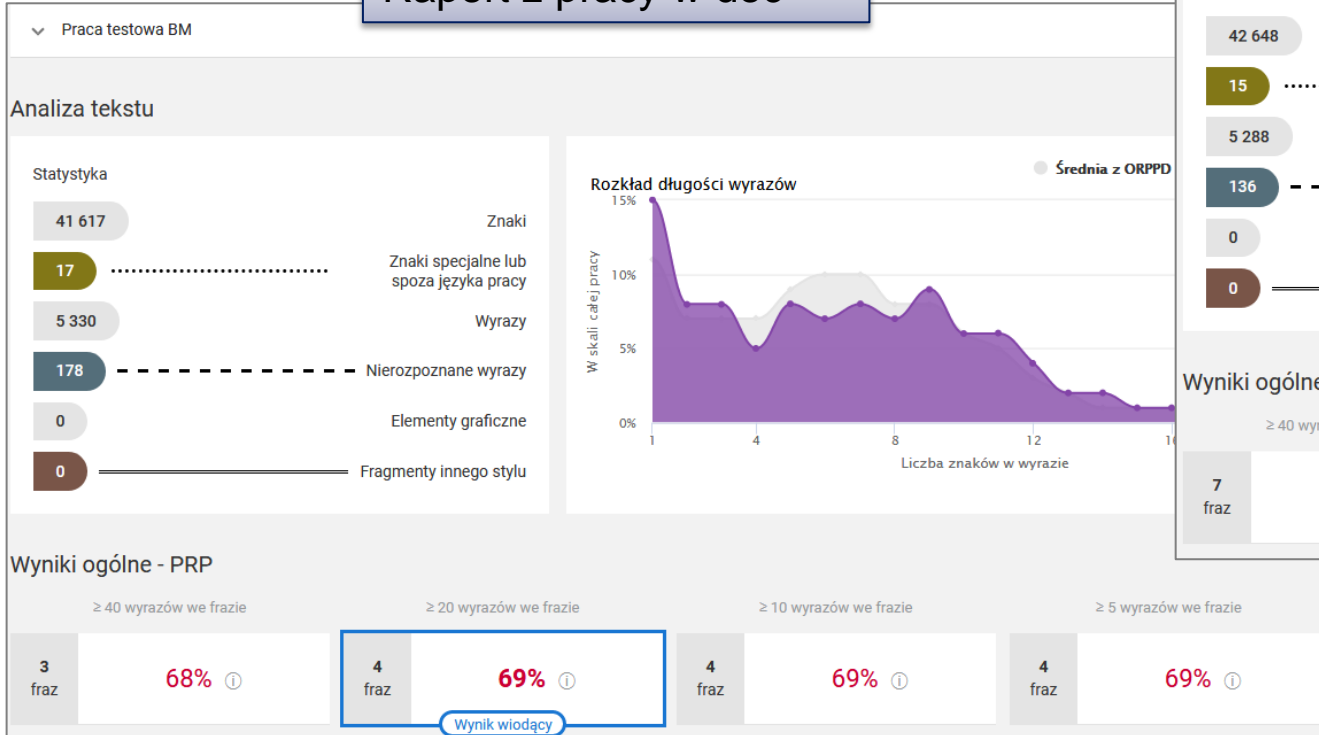 Raport z pracy w doc
Praca testowa BM
Analiza tekstu
Statystyka
41 617 Znaki
17 Znaki specjalne lub
spoza języka pracy
5 330 Wyrazy
178 Nierozpoznane wyrazy
0 Elementy graficzne
0 Fragmenty innego stylu
Średnia z ORPPD
Rozkład długości wyrazów
15%
10%
5%
0%
W skali całej pracy
1 4 8 12
Liczba znaków w wyrazie
Wyniki ogólne - PRP
≥ 40 wyrazów we frazie
3
fraz
68%
≥ 20 wyrazów we frazie
4
fraz
69%
Wynik wiodący
≥ 10 wyrazów we frazie
4
fraz
69%
≥ 5 wyrazów we frazie
4
fraz
69%
42 648
15
5 288
136
0
0
Wyniki ogólne
≥ 40
7
fraz